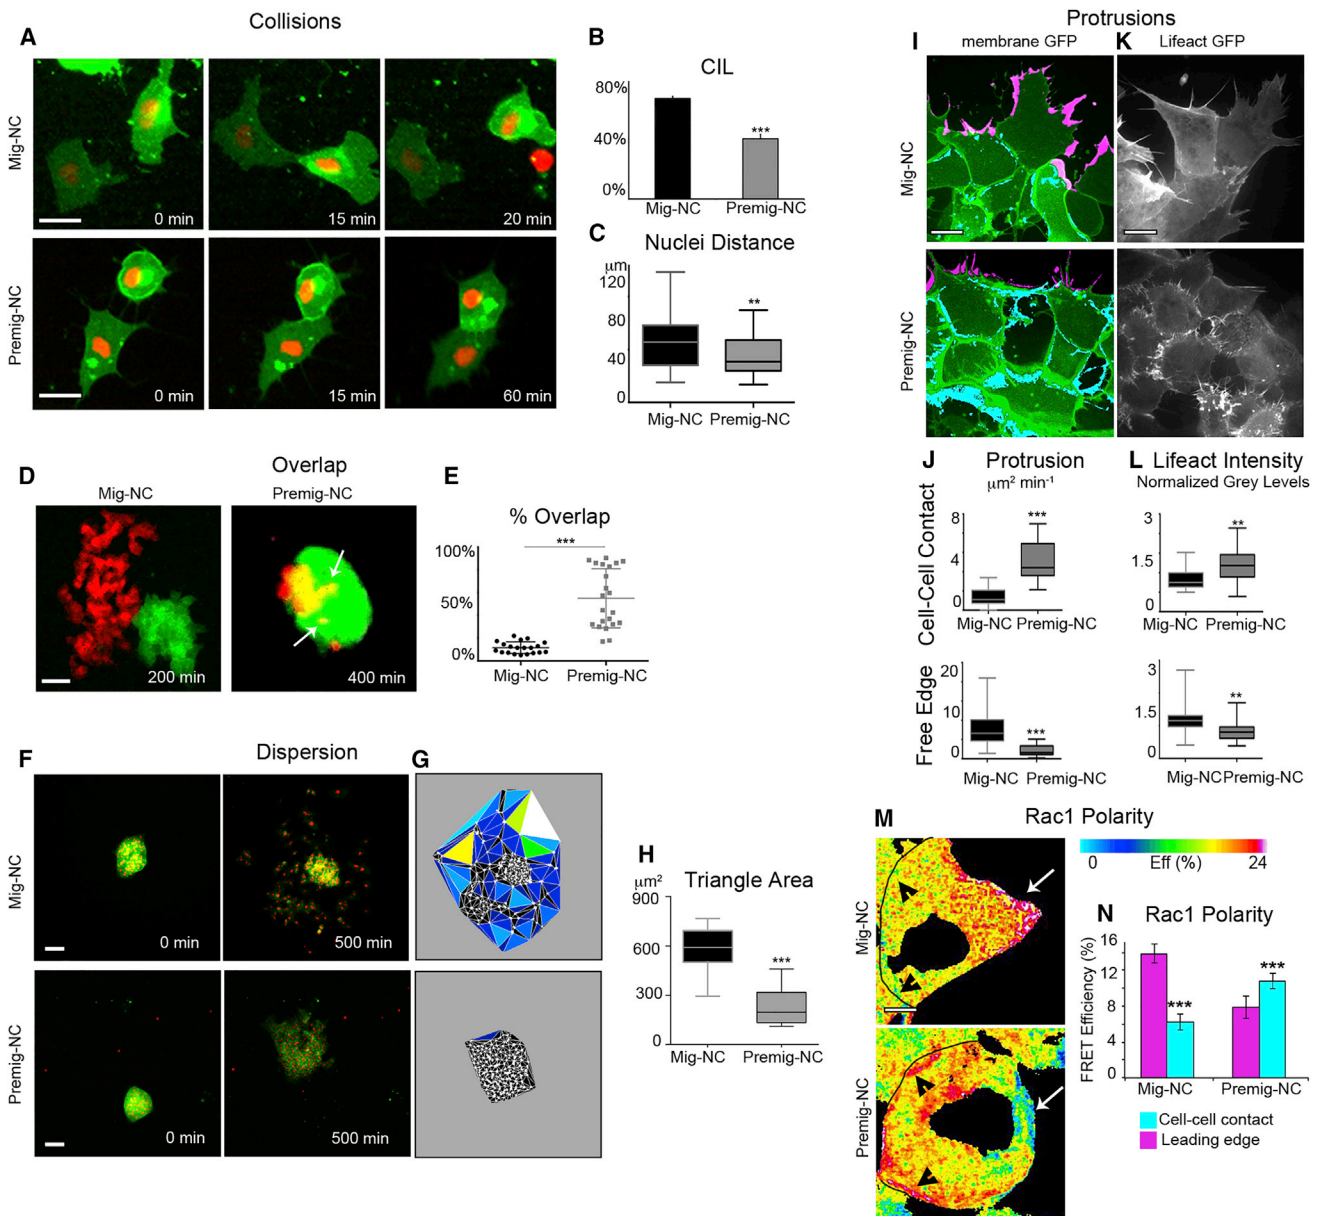 Collisions
A
Mig-NC
0 min
15 min
20 min
Premig-NC
0 min
15 min
60 min
B
CIL
80%
40%
0%
***
Mig-NC Premig-NC
C
Nuclei Distance
μm
120
80
40
0
**
Mig-NC Premig-NC
D
Overlap
Mig-NC Premig-NC
200 min
400 min
E
% Overlap
***
100%
50%
0%
Mig-NC Premig-NC
F
Dispersion
Mig-NC
0 min
500 min
Premig-NC
0 min
500 min
G
H
Triangle Area
μm²
900
600
300
0
***
Mig-NC Premig-NC
Protrusions
I
membrane GFP
K
Lifeact GFP
Mig-NC
Premig-NC
J
Protrusion
μm² min⁻¹
Cell-Cell Contact
8
4
0
***
Mig-NC Premig-NC
Free Edge
20
10
0
***
Mig-NC Premig-NC
L
Lifeact Intensity
Normalized Grey Levels
3
1.5
0
**
Mig-NC Premig-NC
3
1.5
0
**
Mig-NC Premig-NC
M
Rac1 Polarity
Mig-NC
Premig-NC
0 Eff (%) 24
N
Rac1 Polarity
FRET Efficiency (%)
16
12
8
4
0
***
***
Mig-NC Premig-NC
Cell-cell contact
Leading edge